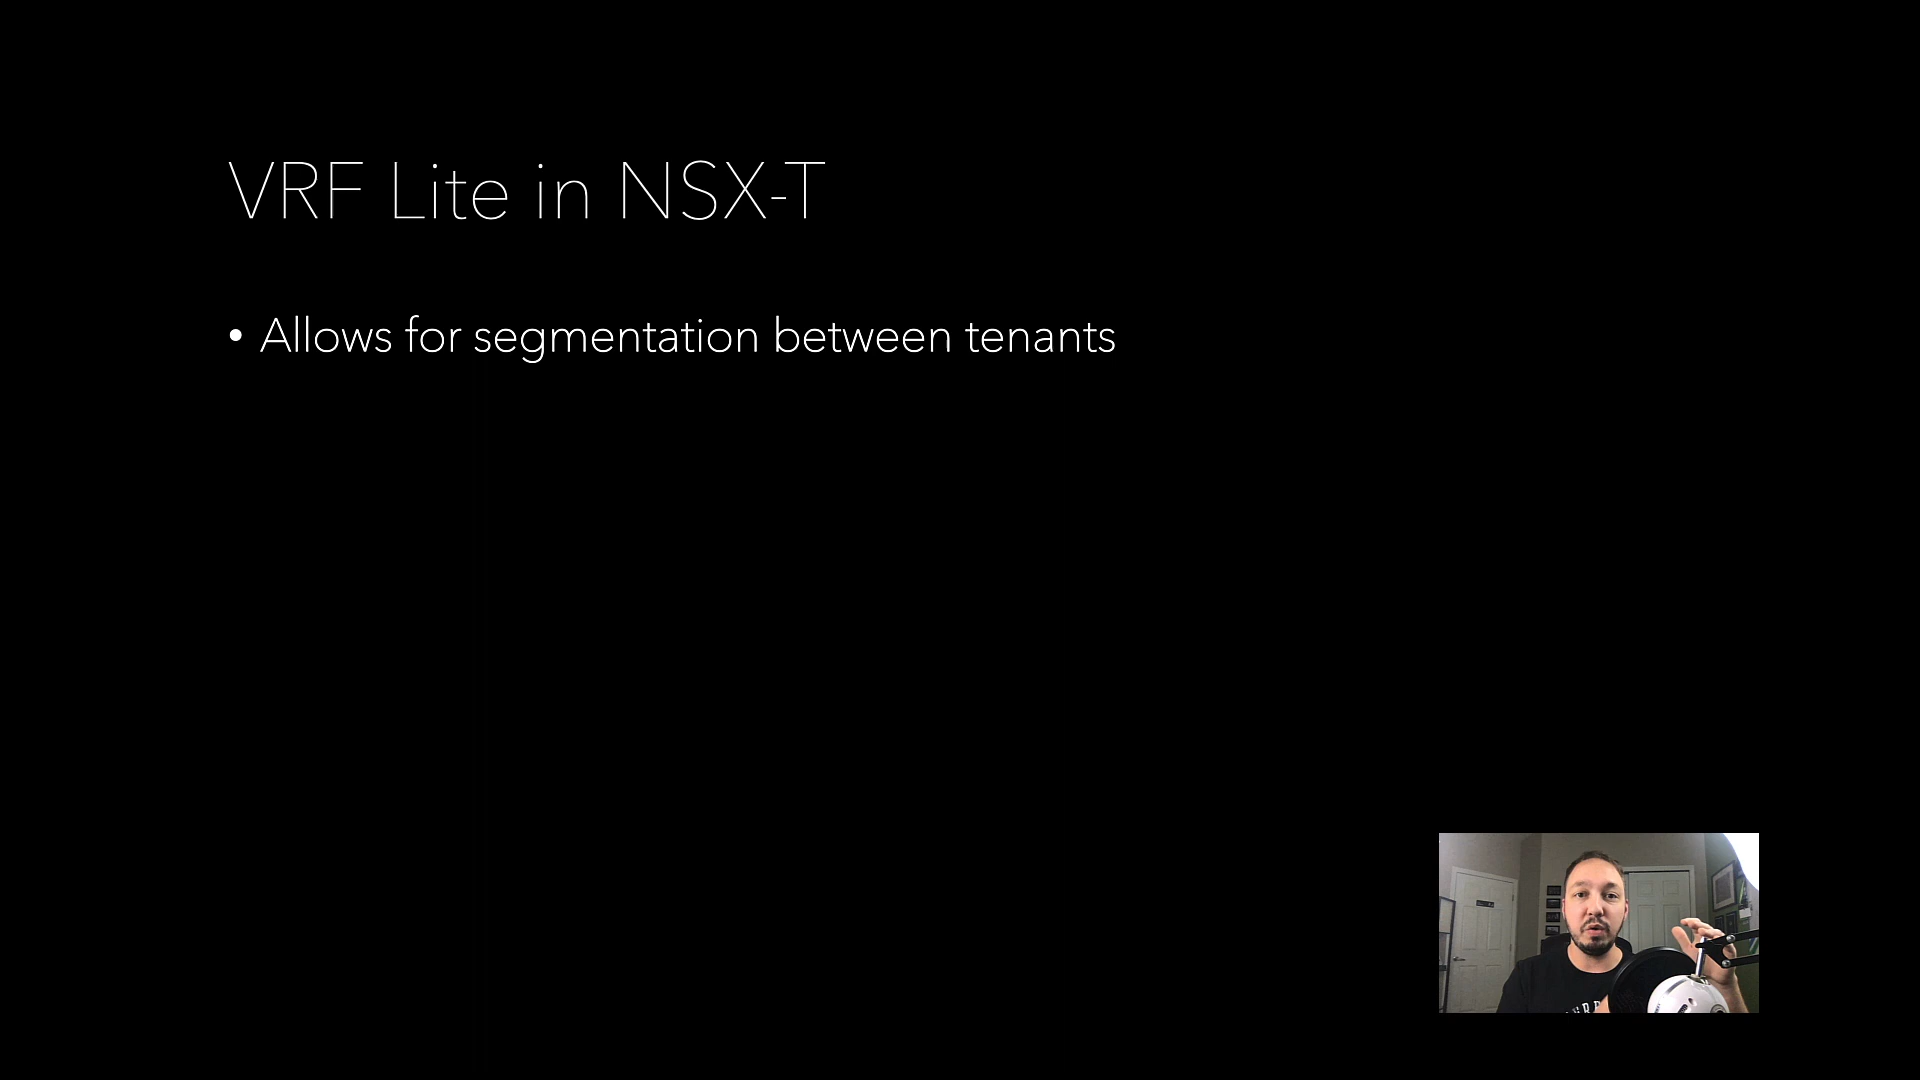 VRF Lite in NSX-T
• Allows for segmentation between tenants